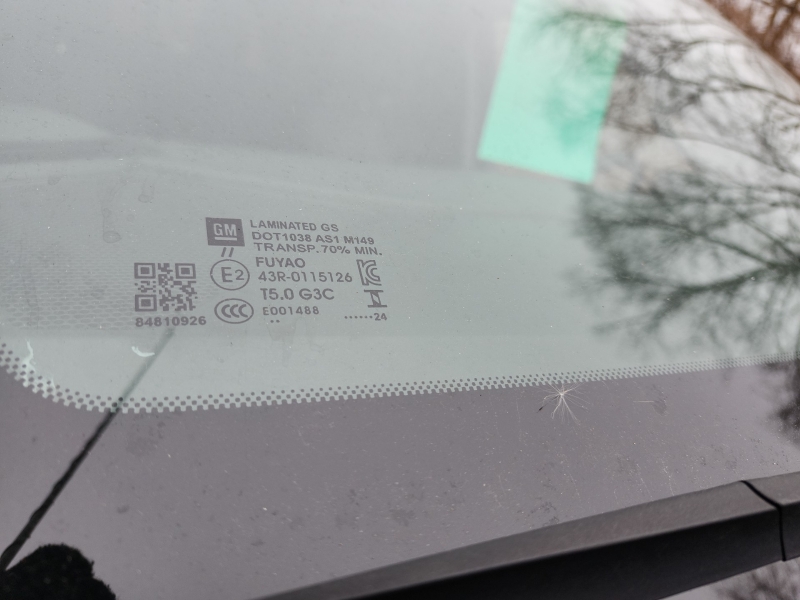 GM
LAMINATED GS
DOT1038 AS1 M149
TRANSP.70% MIN.
FUYAO
E2
43R-0115126
T5.0 G3C
CCC
E001488
84810926
......24